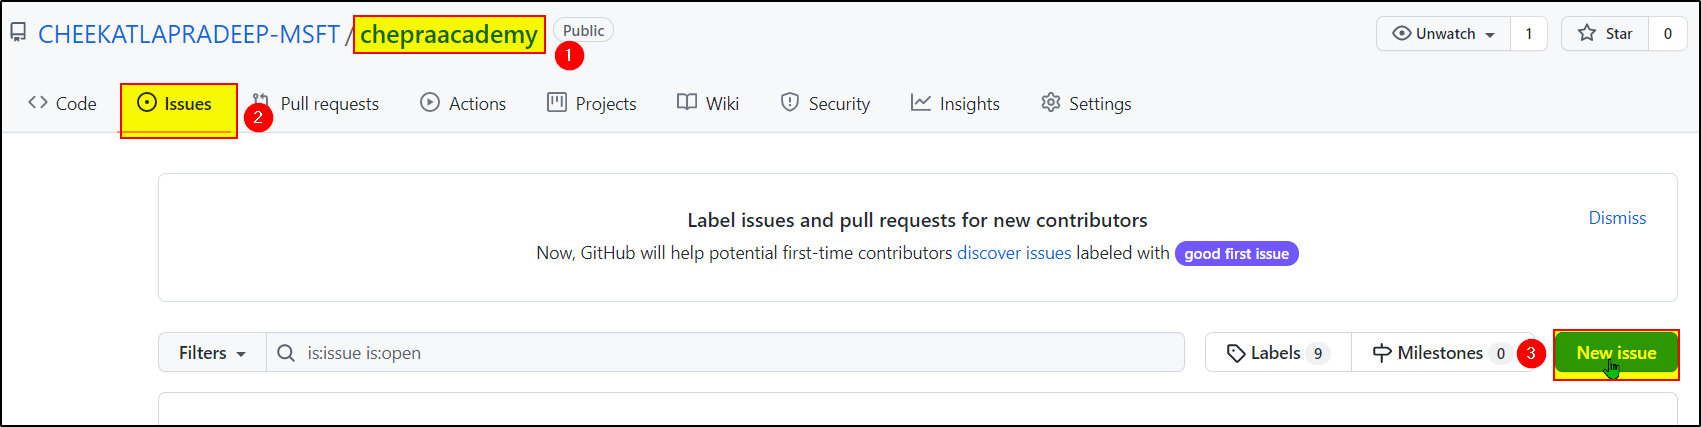 CHEEKATLAPRADEEP-MSFT / chepraacademy Public 1 Unwatch 1 Star 0
Code Issues 2 Pull requests Actions Projects Wiki Security Insights Settings
Label issues and pull requests for new contributors Dismiss
Now, GitHub will help potential first-time contributors discover issues labeled with good first issue
Filters is:issue is:open Labels 9 Milestones 0 3 New issue